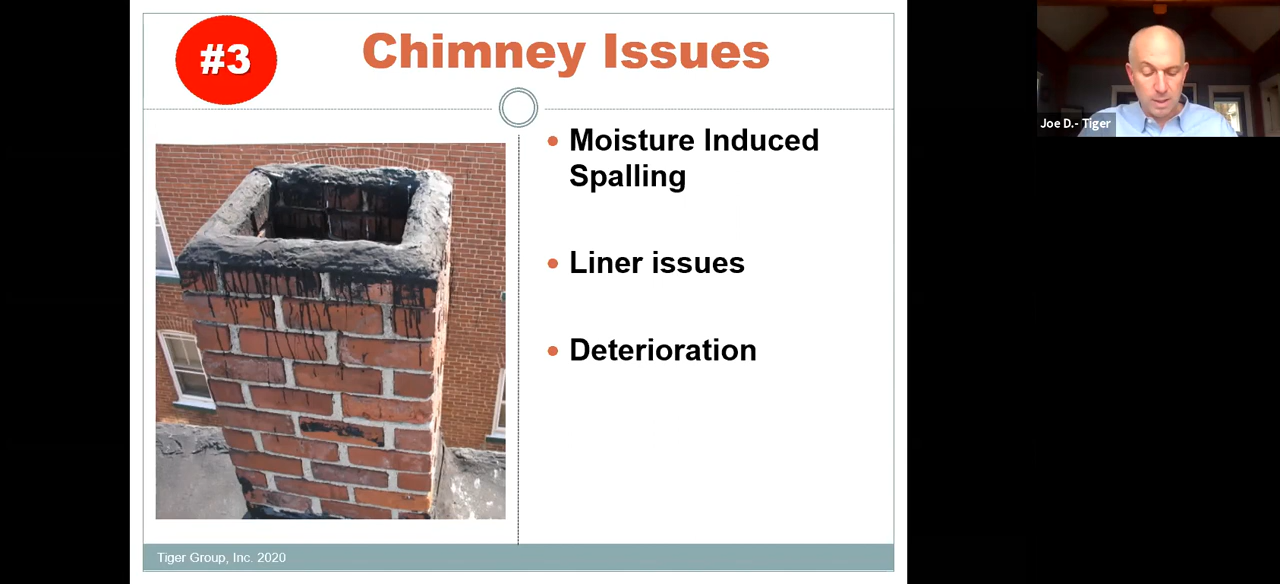 #3
Chimney Issues
Moisture Induced
Spalling
Liner issues
Deterioration
Tiger Group, Inc. 2020
Joe D.- Tiger